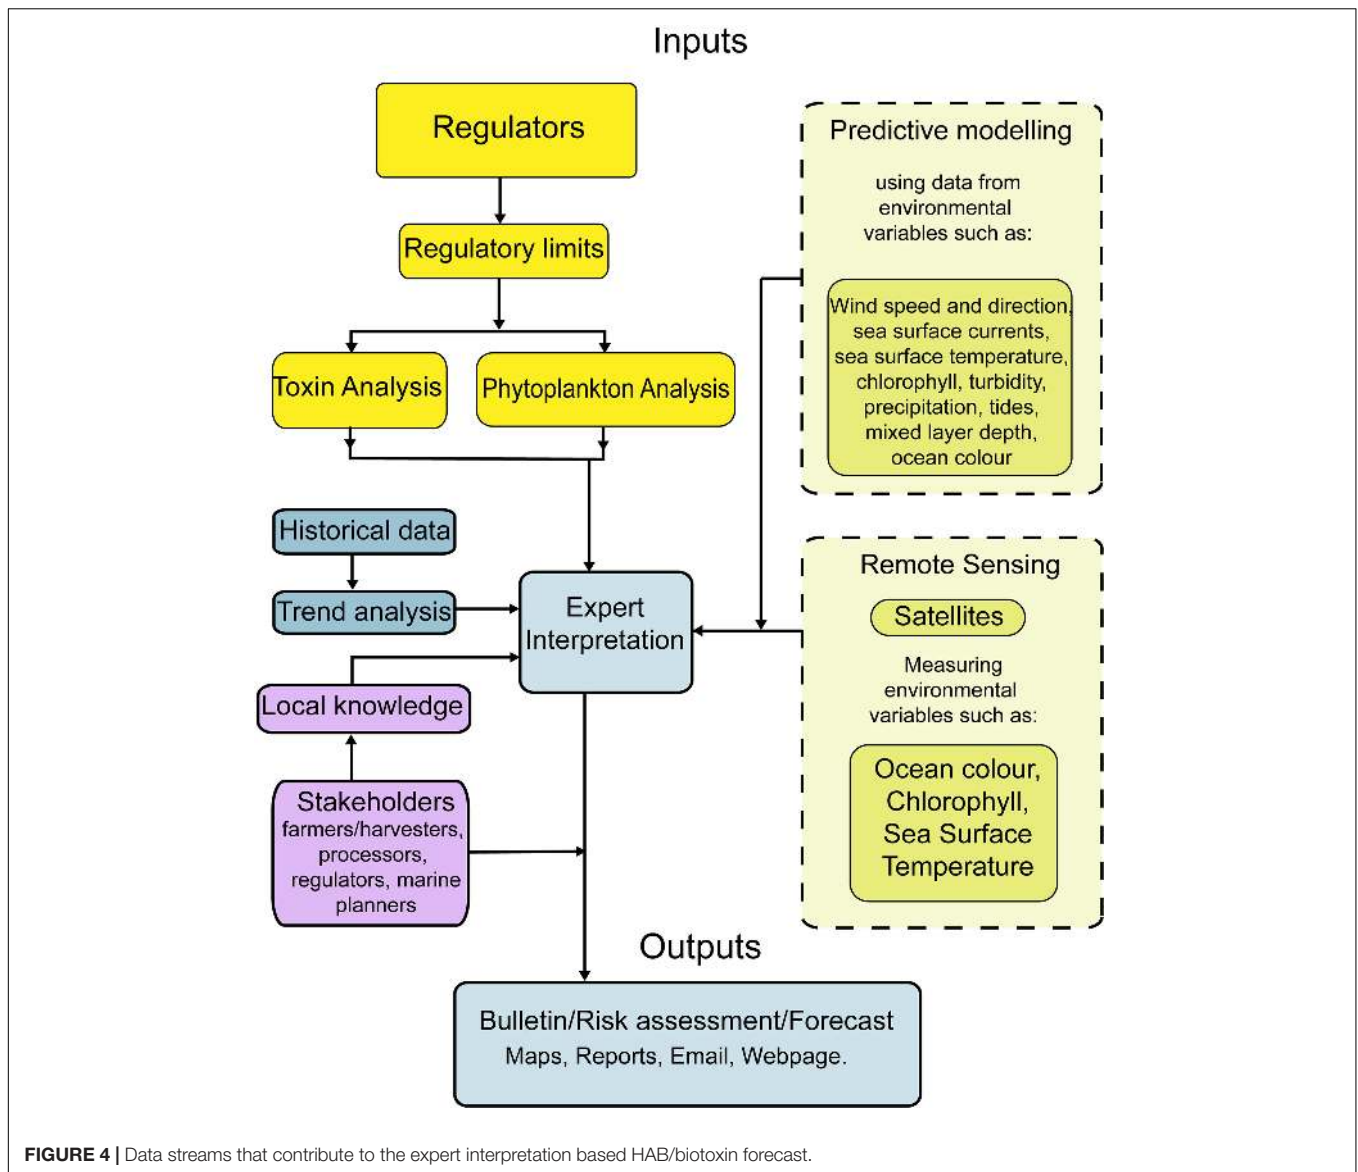 Inputs
Regulators
Regulatory limits
Toxin Analysis
Phytoplankton Analysis
Historical data
Trend analysis
Local knowledge
Stakeholders
farmers/harvesters,
processors,
regulators, marine
planners
Expert
Interpretation
Predictive modelling
using data from
environmental
variables such as:
Wind speed and direction,
sea surface currents,
sea surface temperature,
chlorophyll, turbidity,
precipitation, tides,
mixed layer depth,
ocean colour
Remote Sensing
Satellites
Measuring
environmental
variables such as:
Ocean colour,
Chlorophyll,
Sea Surface
Temperature
Outputs
Bulletin/Risk assessment/Forecast
Maps, Reports, Email, Webpage.
FIGURE 4 | Data streams that contribute to the expert interpretation based HAB/biotoxin forecast.